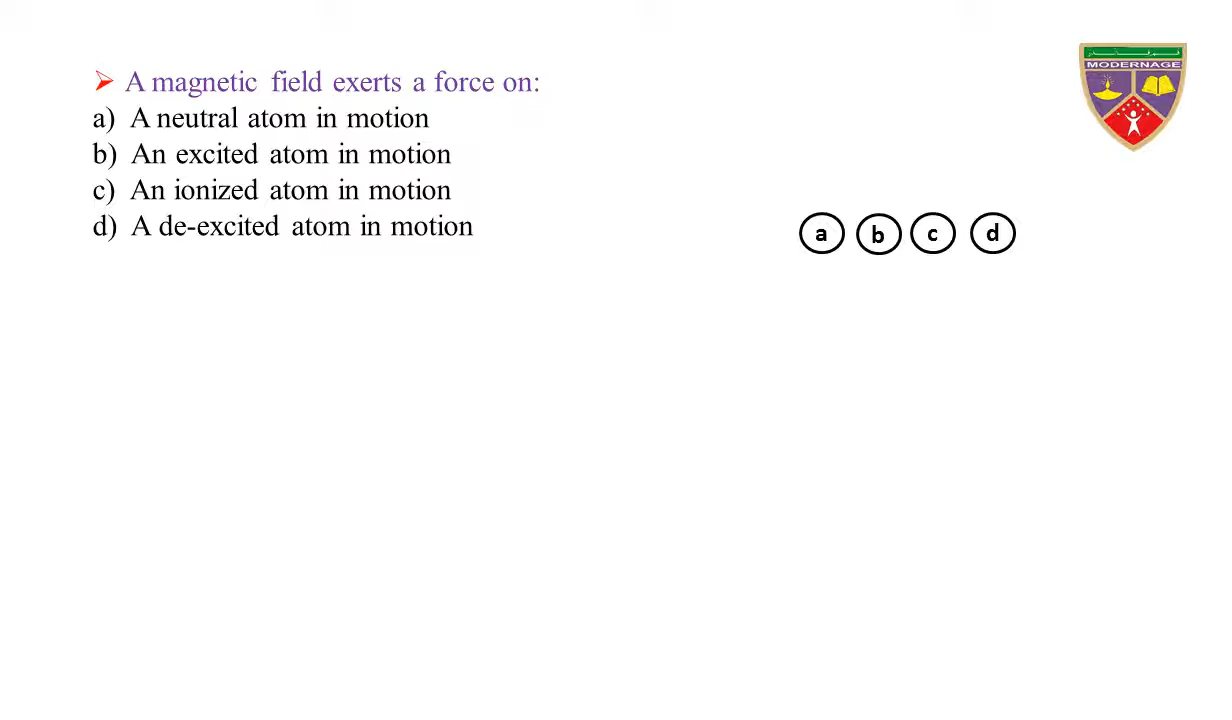 A magnetic field exerts a force on:
a) A neutral atom in motion
b) An excited atom in motion
c) An ionized atom in motion
d) A de-excited atom in motion
a b c d
MODERNAGE